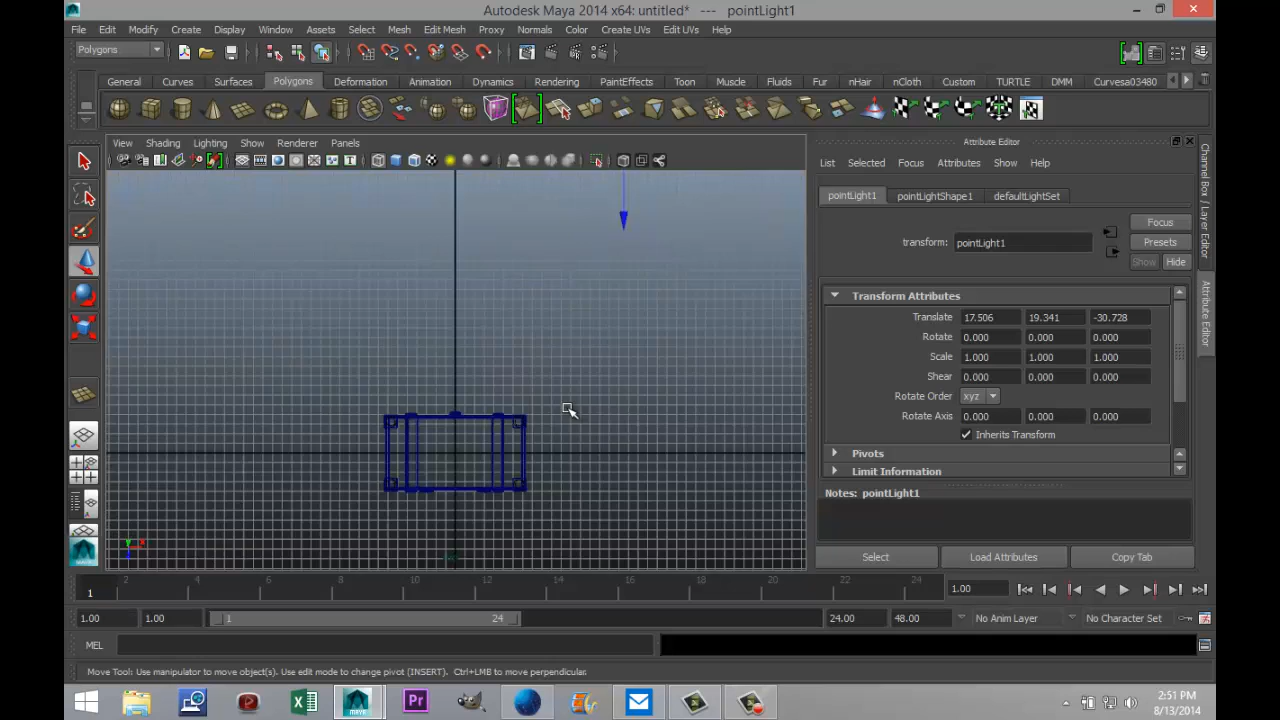 Autodesk Maya 2014 x64: untitled* --- pointLight1
File Edit Modify Create Display Window Assets Select Mesh Edit Mesh Proxy Normals Color Create UVs Edit UVs Help
Polygons
General Curves Surfaces Polygons Deformation Animation Dynamics Rendering PaintEffects Toon Muscle Fluids Fur nHair nCloth Custom TURTLE DMM Curvesa03480
View Shading Lighting Show Renderer Panels
Attribute Editor
List Selected Focus Attributes Show Help
pointLight1 pointLightShape1 defaultLightSet
Focus
transform: pointLight1
Presets
Show Hide
Transform Attributes
Translate 17.506 19.341 -30.728
Rotate 0.000 0.000 0.000
Scale 1.000 1.000 1.000
Shear 0.000 0.000 0.000
Rotate Order xyz
Rotate Axis 0.000 0.000 0.000
Inherits Transform
Pivots
Limit Information
Notes: pointLight1
Select Load Attributes Copy Tab
Channel Box / Layer Editor
Attribute Editor
2 4 6 8 10 12 14 16 18 20 22 24
1 1.00
1.00 1.00 1 24 24.00 48.00 No Anim Layer No Character Set
MEL
Move Tool: Use manipulator to move object(s). Use edit mode to change pivot (INSERT). Ctrl+LMB to move perpendicular.
2:51 PM
8/13/2014